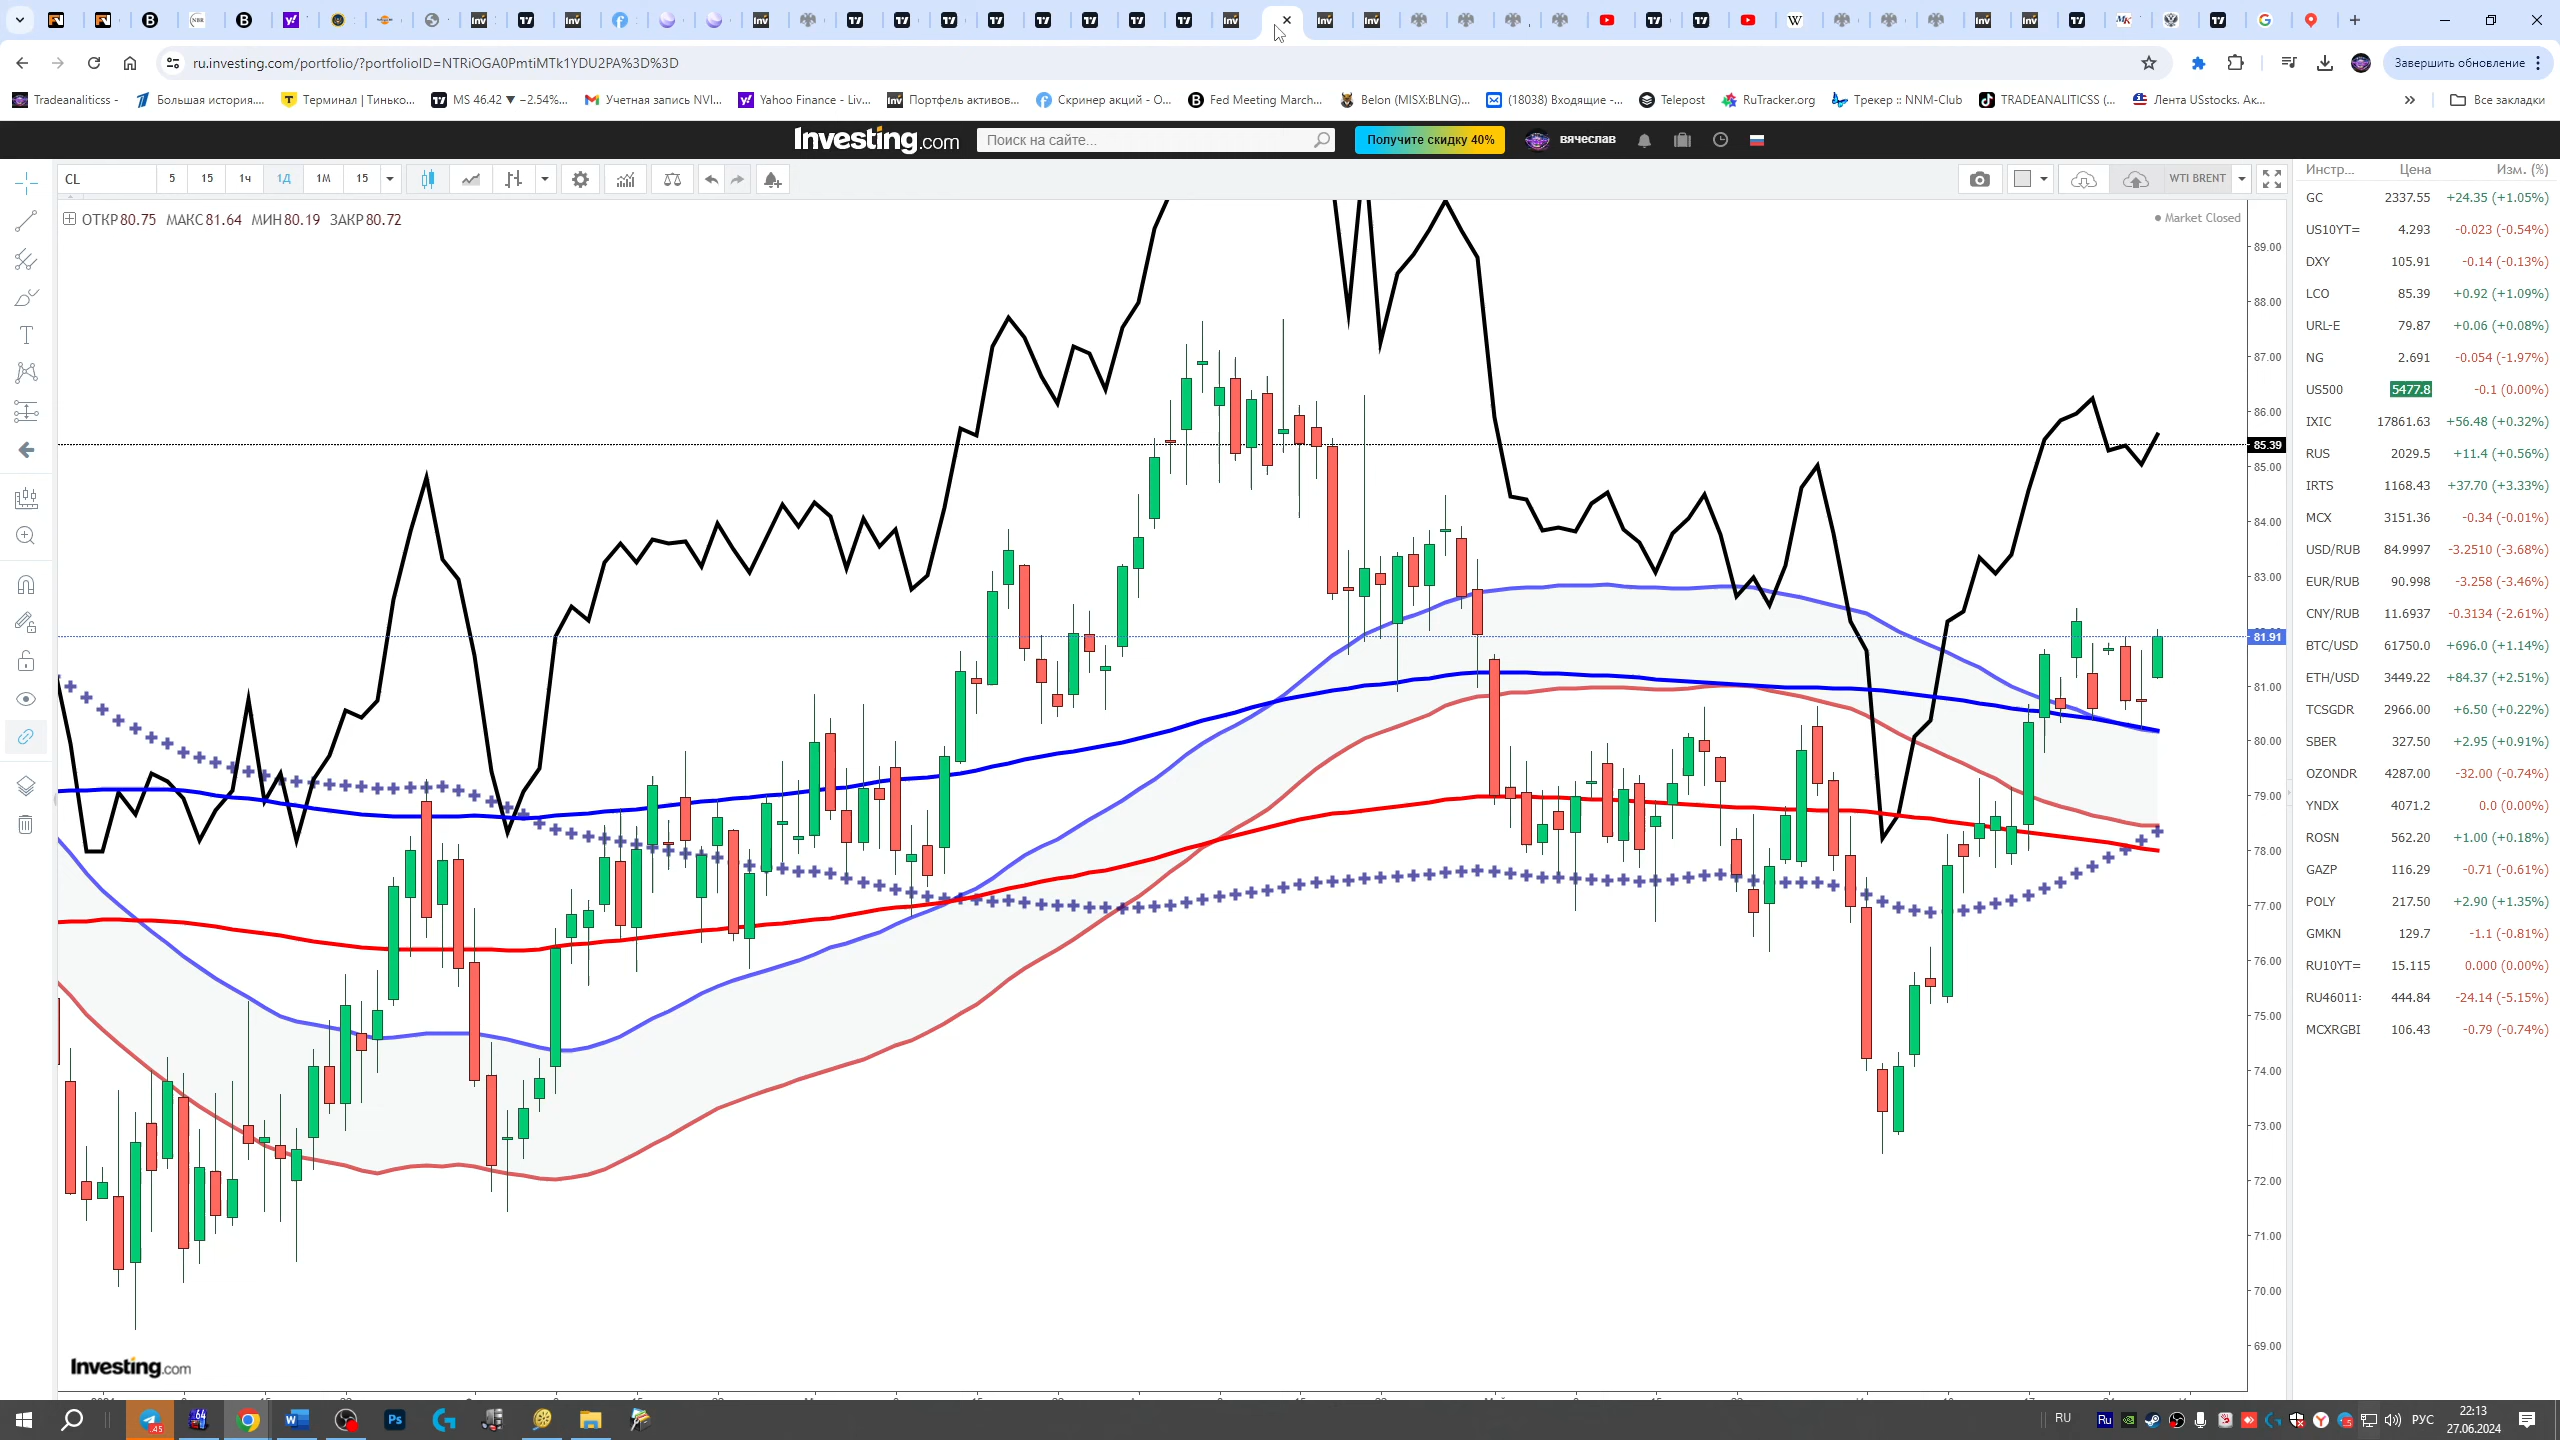 ru.investing.com/portfolio/?portfolioID=NTRiOGA0PmtiMTk1YDU2PA%3D%3D
Завершить обновление
Tradeanaliticss -
Большая история....
Терминал | Тинько...
MS 46.42 ▼ −2.54%...
Учетная запись NVI...
Yahoo Finance - Liv...
Портфель активов...
Скринер акций - O...
Fed Meeting March...
Belon (MISX:BLNG)...
(18038) Входящие -...
Telepost
RuTracker.org
Трекер :: NNM-Club
TRADEANALITICSS (...
Лента USstocks. Ак...
Все закладки
Investing.com
Поиск на сайте...
Получите скидку 40%
вячеслав
CL
5
15
1ч
1Д
1М
15
WTI BRENT
ОТКР 80.75 МАКС 81.64 МИН 80.19 ЗАКР 80.72
Market Closed
89.00
88.00
87.00
86.00
85.39
85.00
84.00
83.00
81.91
81.00
80.00
79.00
78.00
77.00
76.00
75.00
74.00
73.00
72.00
71.00
70.00
69.00
Инстр... Цена Изм. (%)
GC 2337.55 +24.35 (+1.05%)
US10YT= 4.293 -0.023 (-0.54%)
DXY 105.91 -0.14 (-0.13%)
LCO 85.39 +0.92 (+1.09%)
URL-E 79.87 +0.06 (+0.08%)
NG 2.691 -0.054 (-1.97%)
US500 5477.8 -0.1 (0.00%)
IXIC 17861.63 +56.48 (+0.32%)
RUS 2029.5 +11.4 (+0.56%)
IRTS 1168.43 +37.70 (+3.33%)
MCX 3151.36 -0.34 (-0.01%)
USD/RUB 84.9997 -3.2510 (-3.68%)
EUR/RUB 90.998 -3.258 (-3.46%)
CNY/RUB 11.6937 -0.3134 (-2.61%)
BTC/USD 61750.0 +696.0 (+1.14%)
ETH/USD 3449.22 +84.37 (+2.51%)
TCSGDR 2966.00 +6.50 (+0.22%)
SBER 327.50 +2.95 (+0.91%)
OZONDR 4287.00 -32.00 (-0.74%)
YNDX 4071.2 0.0 (0.00%)
ROSN 562.20 +1.00 (+0.18%)
GAZP 116.29 -0.71 (-0.61%)
POLY 217.50 +2.90 (+1.35%)
GMKN 129.7 -1.1 (-0.81%)
RU10YT= 15.115 0.000 (0.00%)
RU46011: 444.84 -24.14 (-5.15%)
MCXRGBI 106.43 -0.79 (-0.74%)
Investing.com
RU
РУС
22:13
27.06.2024